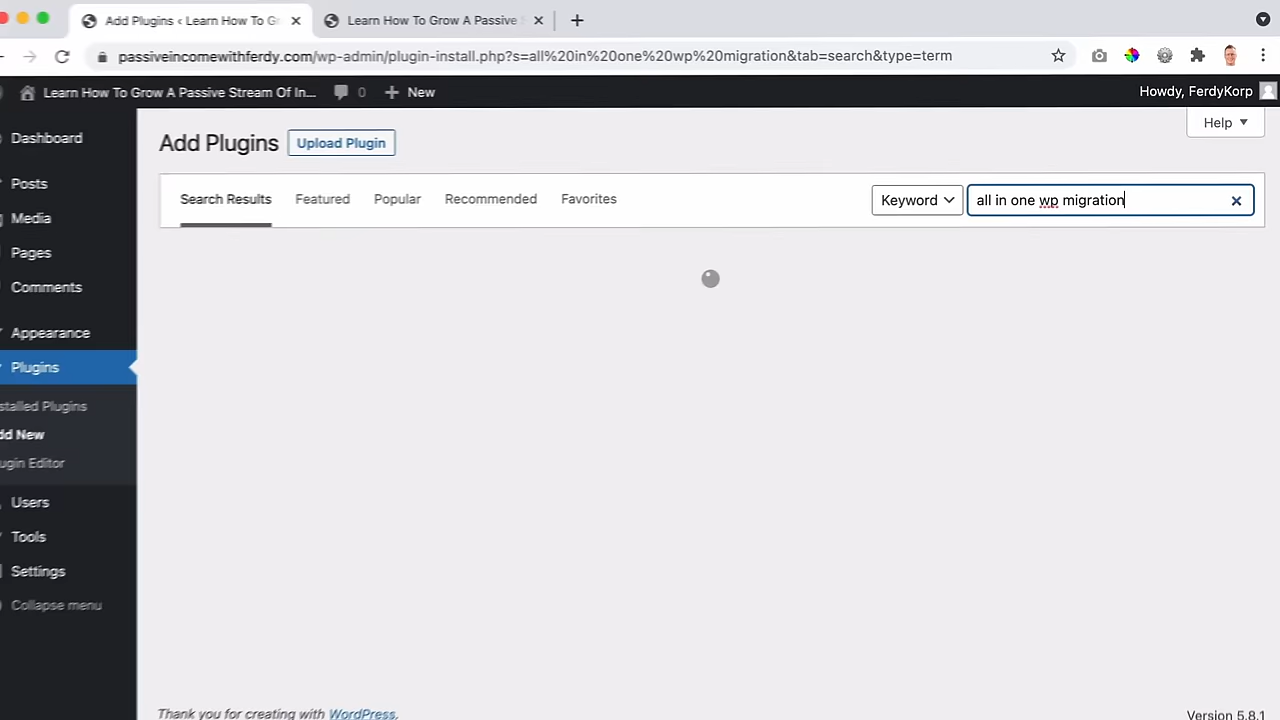 Add Plugins ‹ Learn How To G
Learn How To Grow A Passive
passiveincomewithferdy.com/wp-admin/plugin-install.php?s=all%20in%20one%20wp%20migration&tab=search&type=term
Learn How To Grow A Passive Stream Of In...
0
New
Howdy, FerdyKorp
Dashboard
Posts
Media
Pages
Comments
Appearance
Plugins
nstalled Plugins
dd New
lugin Editor
Users
Tools
Settings
Collapse menu
Help
Add Plugins
Upload Plugin
Search Results
Featured
Popular
Recommended
Favorites
Keyword
all in one wp migration
Thank you for creating with WordPress.
Version 5.8.1